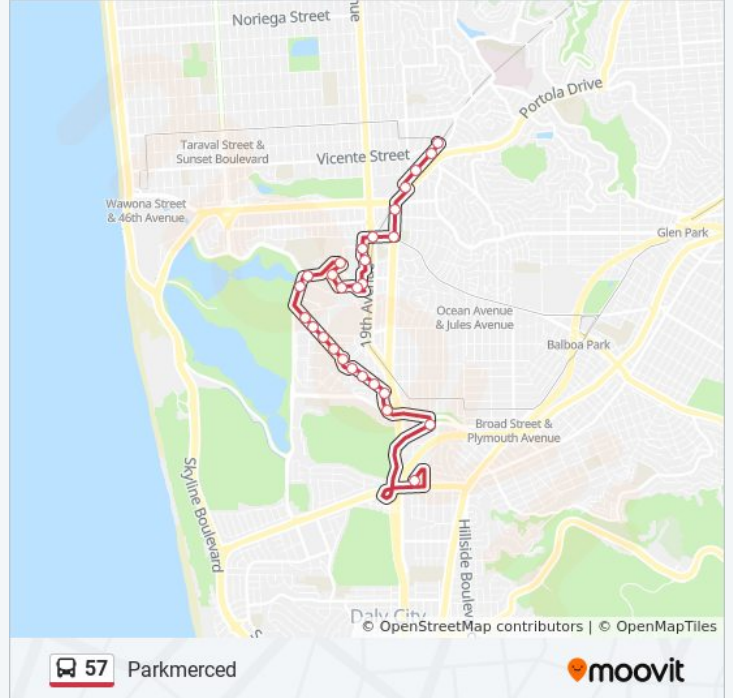 Noriega Street
ue
Portola Drive
Taraval Street &
Sunset Boulevard
Vicente Street
Wawona Street
& 46th Avenue
Glen Park
19th Avenue
Ocean Avenue
& Jules Avenue
Balboa Park
Broad Street &
Plymouth Avenue
Skyline Boulevard
Hillside Boulev
Daly City
S
© OpenStreetMap contributors | © OpenMapTiles
57 Parkmerced
moovit